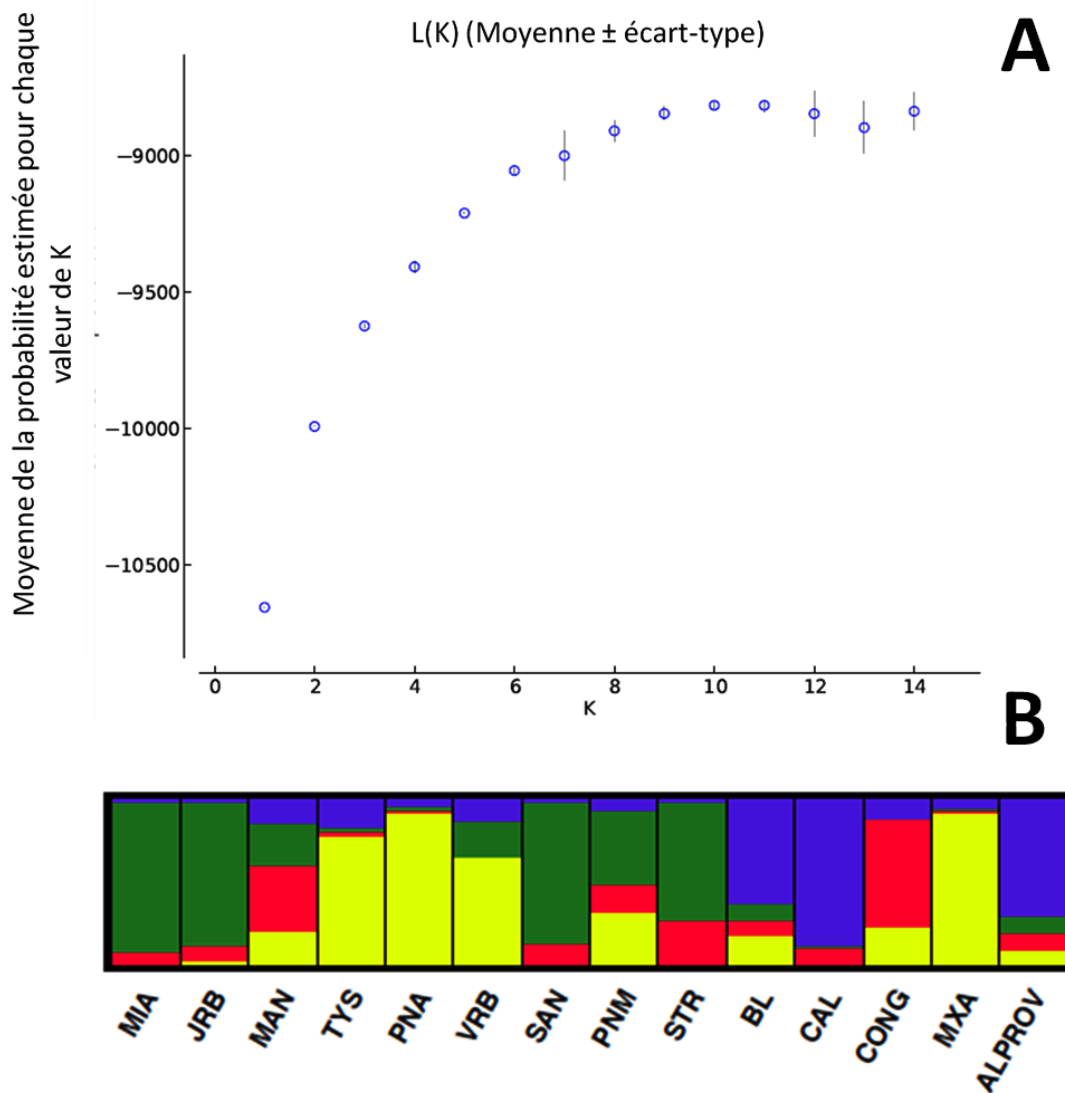 L(K) (Moyenne ± écart-type)
A
Moyenne de la probabilité estimée pour chaque
valeur de K
−9000
−9500
−10000
−10500
0 2 4 6 8 10 12 14
K
B
MIA JRB MAN TYS PNA VRB SAN PNM STR BL CAL CONG MXA ALPROV